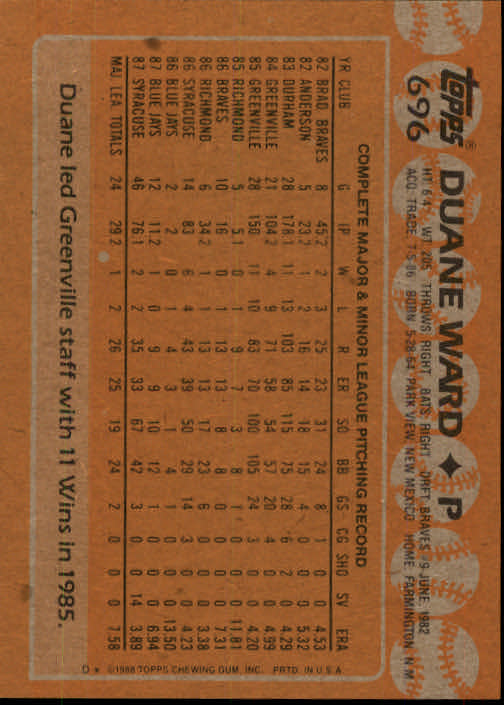 Topps® DUANE WARD ♦ P
696 HT: 6'4" WT: 205 THROWS: RIGHT BATS: RIGHT DRFT: BRAVES #9-JUNE, 1982
ACQ: TRADE, 7-5-86 BORN: 5-28-64, PARK VIEW, NEW MEXICO HOME: FARMINGTON, N.M.
COMPLETE MAJOR & MINOR LEAGUE PITCHING RECORD
YR CLUB G IP W L R ER SO BB GS CG SHO SV ERA
82 BRAD BRAVES 8 45.2 2 3 25 23 31 24 8 1 0 0 4.53
82 ANDERSON 5 23.2 1 2 16 14 18 15 4 0 0 0 5.32
83 DURHAM 28 178.1 11 13 103 85 115 75 28 6 2 0 4.29
84 GREENVILLE 21 104.2 4 9 71 58 54 57 20 4 0 0 4.99
85 GREENVILLE 28 150 11 10 83 70 100 105 24 3 0 0 4.20
85 RICHMOND 5 5.1 0 1 9 7 3 8 1 0 0 0 11.81
86 BRAVES 10 16 0 1 13 13 8 8 0 0 0 0 7.31
86 RICHMOND 6 34.2 1 1 13 13 17 23 6 0 0 0 3.38
86 SYRACUSE 14 83 6 4 43 39 50 29 14 3 0 0 4.23
86 BLUE JAYS 2 2 0 1 4 3 1 4 1 0 0 0 13.50
87 BLUE JAYS 12 11.2 1 0 9 9 10 12 1 0 0 0 6.94
87 SYRACUSE 46 76.1 2 2 35 33 67 42 3 0 0 14 3.89
MAJ. LEA. TOTALS 24 29.2 1 2 26 25 19 24 2 0 0 0 7.58
D* ©1988 TOPPS CHEWING GUM, INC. PRTD. IN U.S.A.
Duane led Greenville staff with 11 Wins in 1985.